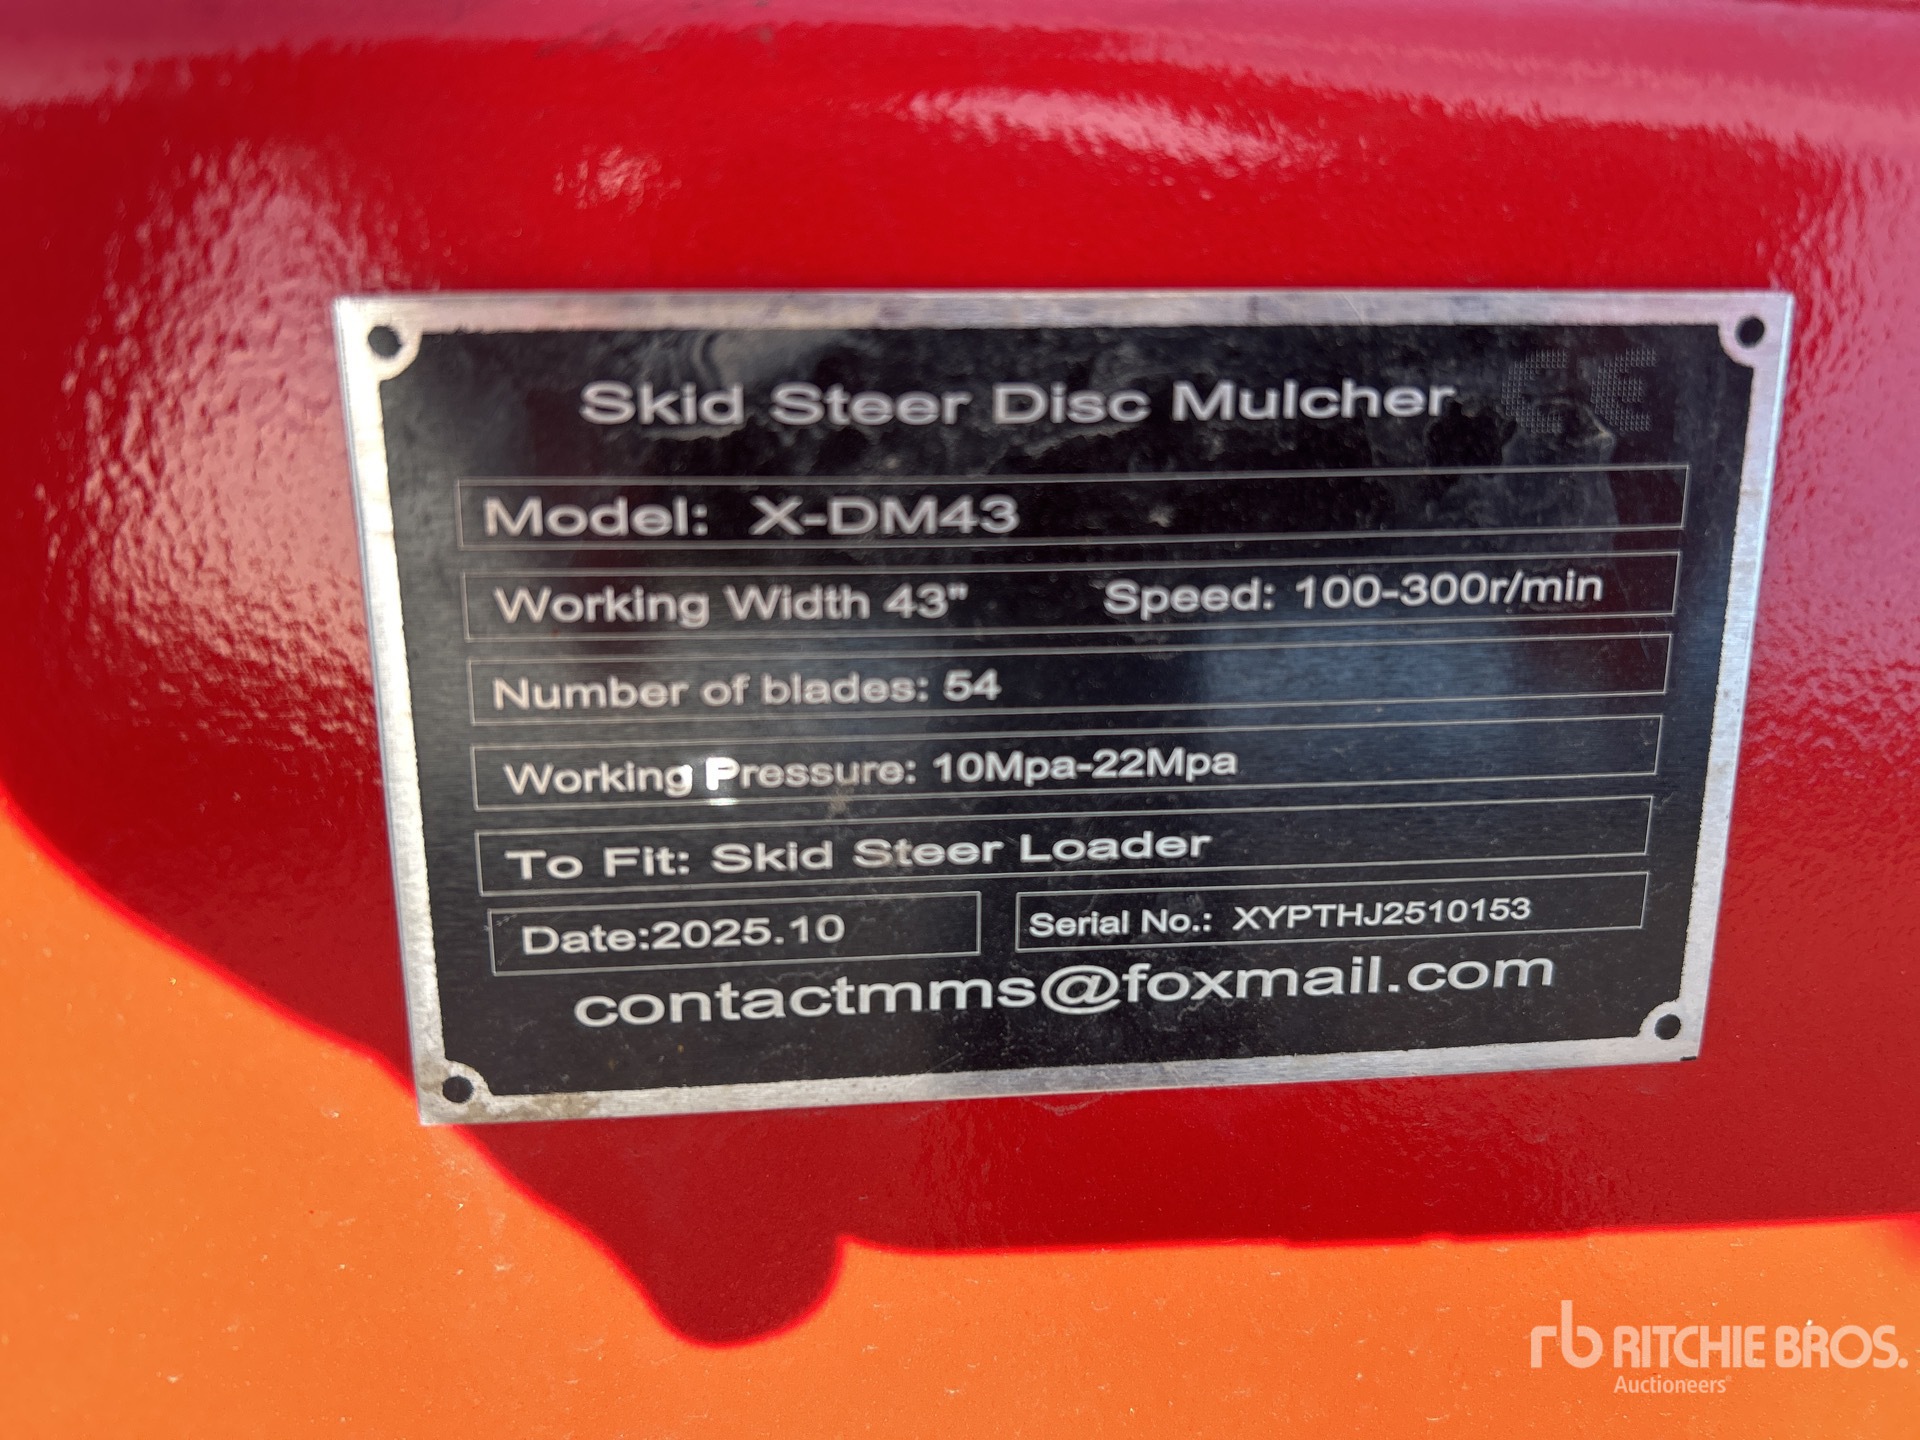 Skid Steer Disc Mulcher CE
Model: X-DM43
Working Width 43" Speed: 100-300r/min
Number of blades: 54
Working Pressure: 10Mpa-22Mpa
To Fit: Skid Steer Loader
Date:2025.10 Serial No.: XYPTHJ2510153
contactmms@foxmail.com
rb RITCHIE BROS.
Auctioneers